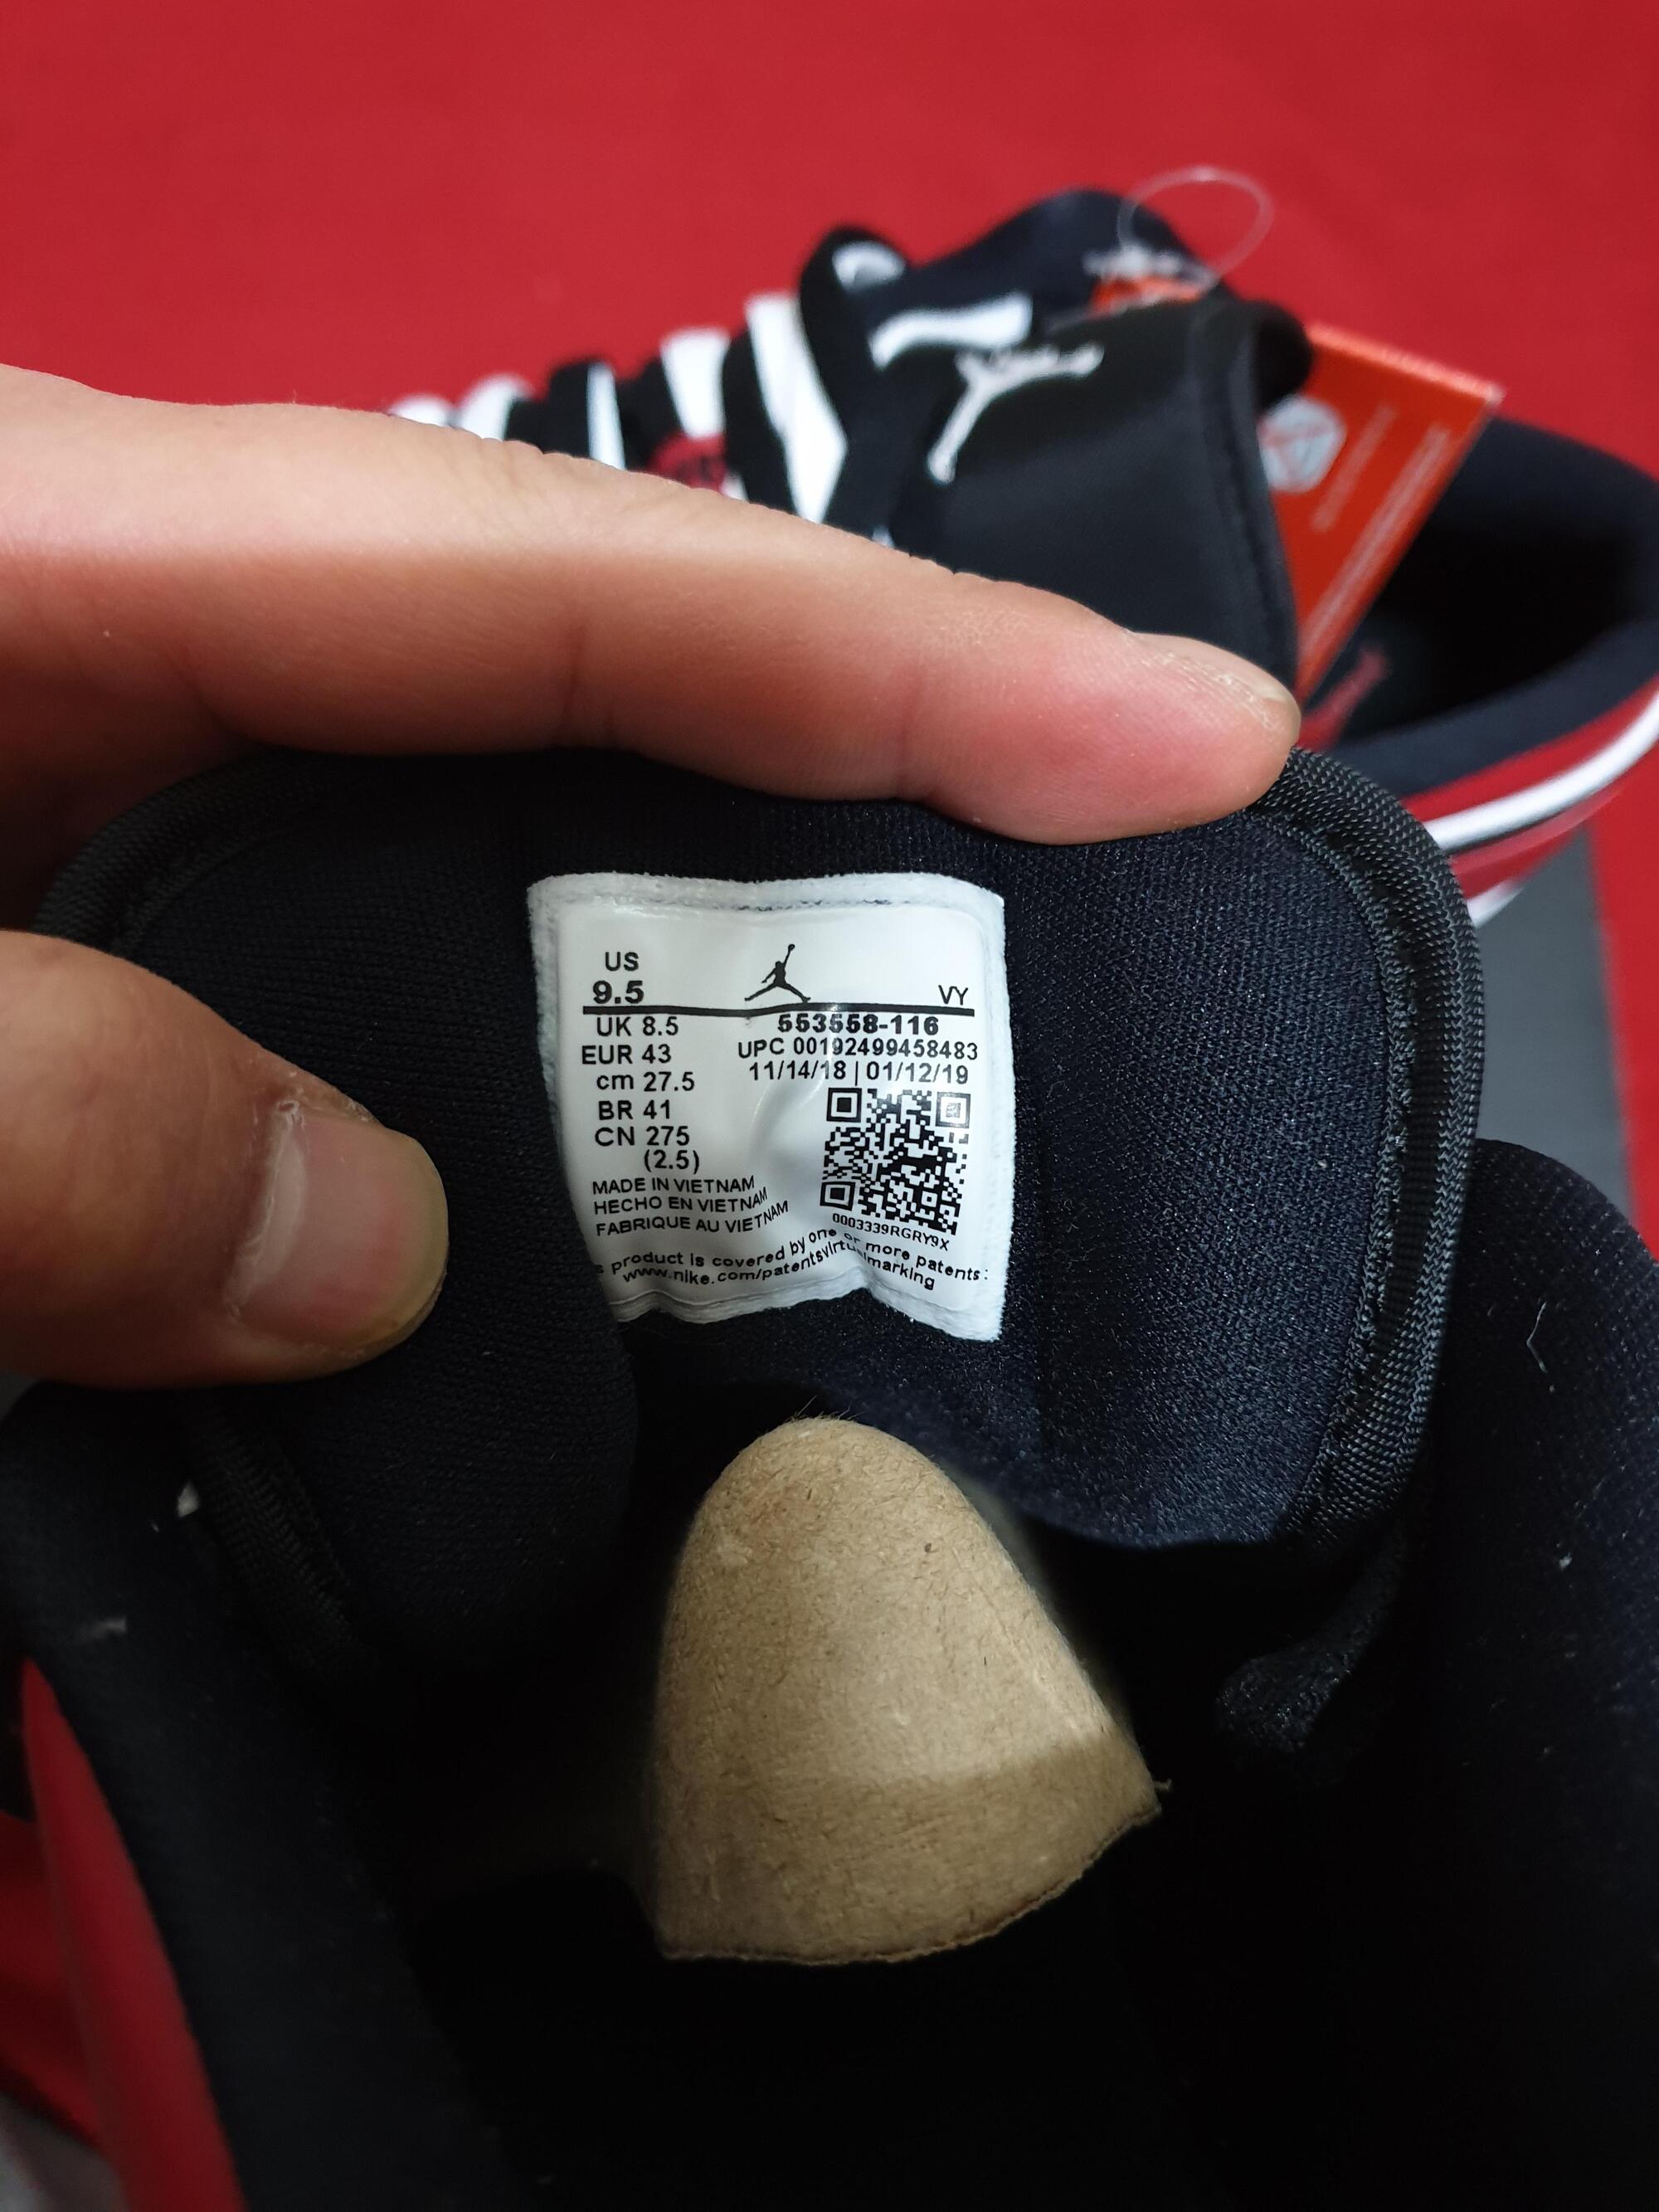 US
9.5
VY
UK 8.5
EUR 43
cm 27.5
BR 41
CN 275
(2.5)
553558-116
UPC 00192499458483
11/14/18 | 01/12/19
MADE IN VIETNAM
HECHO EN VIETNAM
FABRIQUE AU VIETNAM
0003339RGRY9X
product is covered by one or more patents:
www.nike.com/patentsvirtualmarking